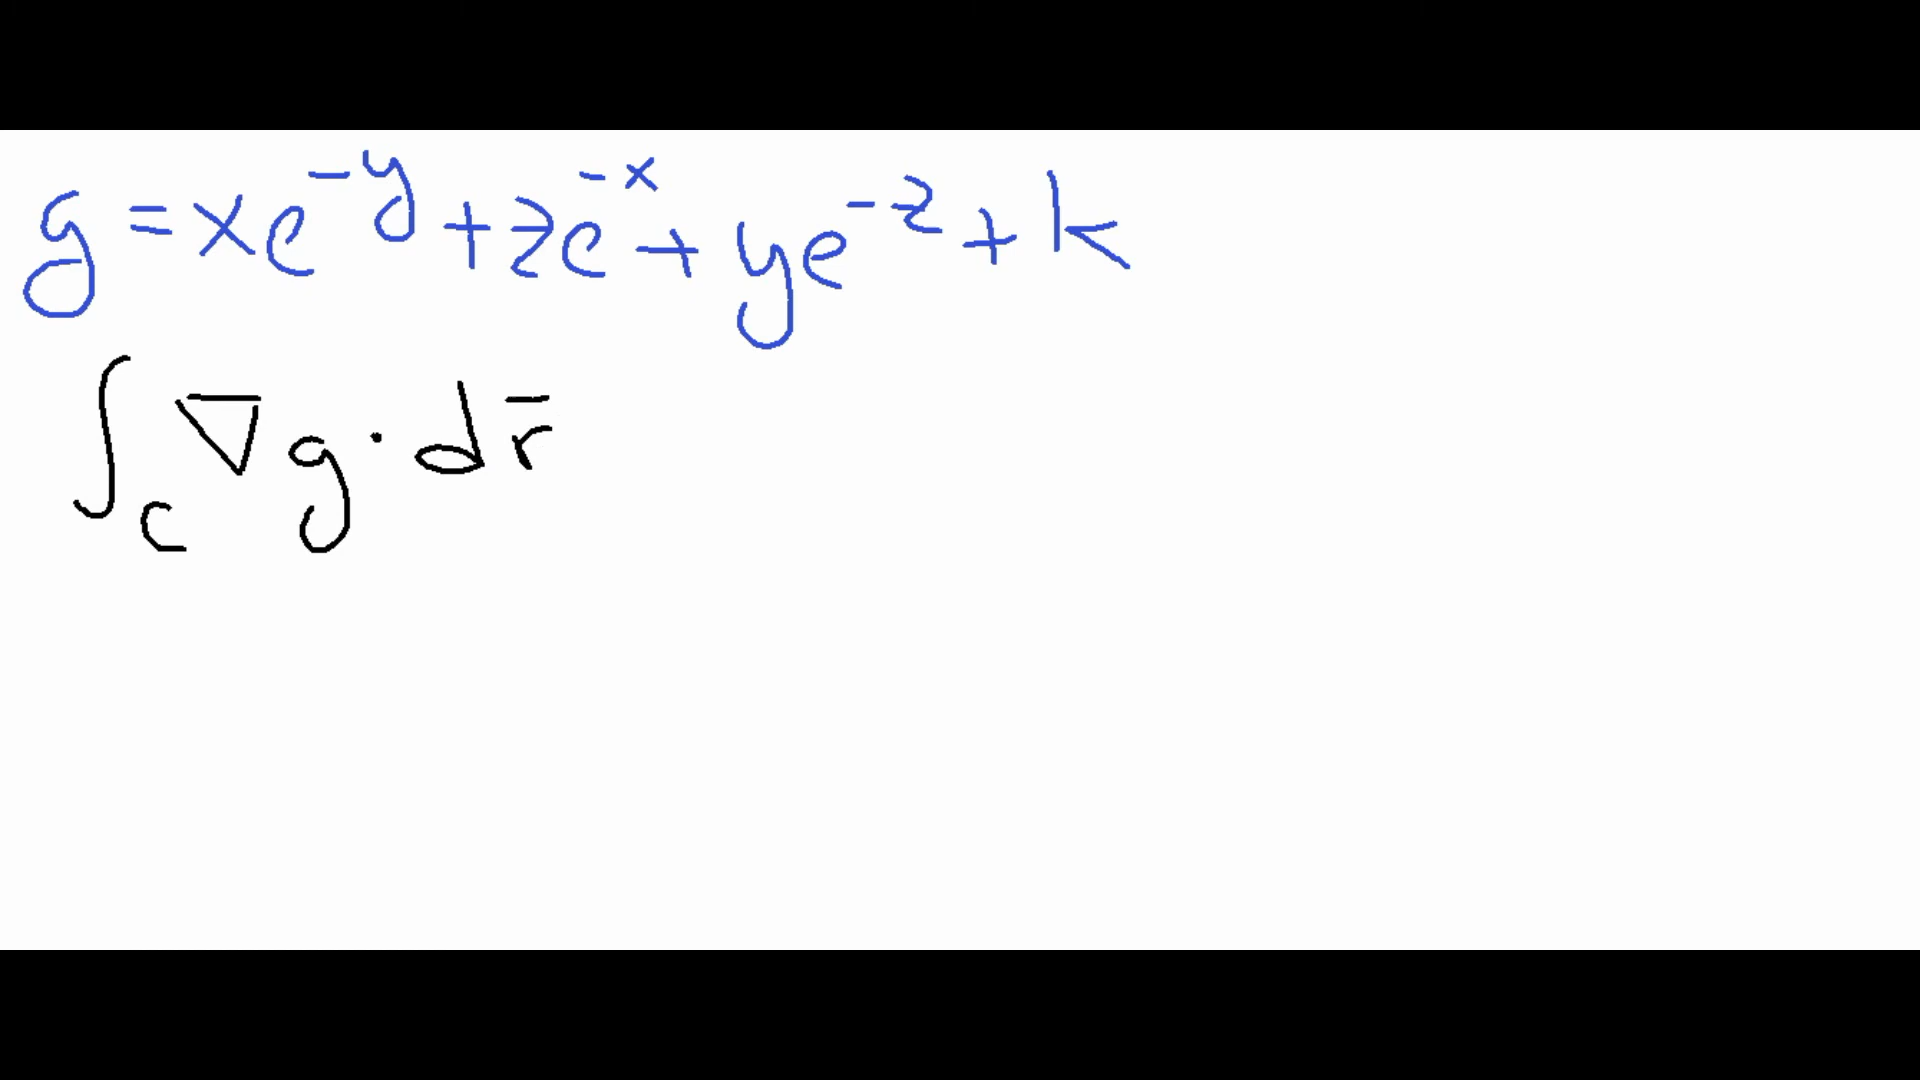 g = xe^{-y} + ze^{-x} + ye^{-z} + k
∫_C ∇g · dr̄